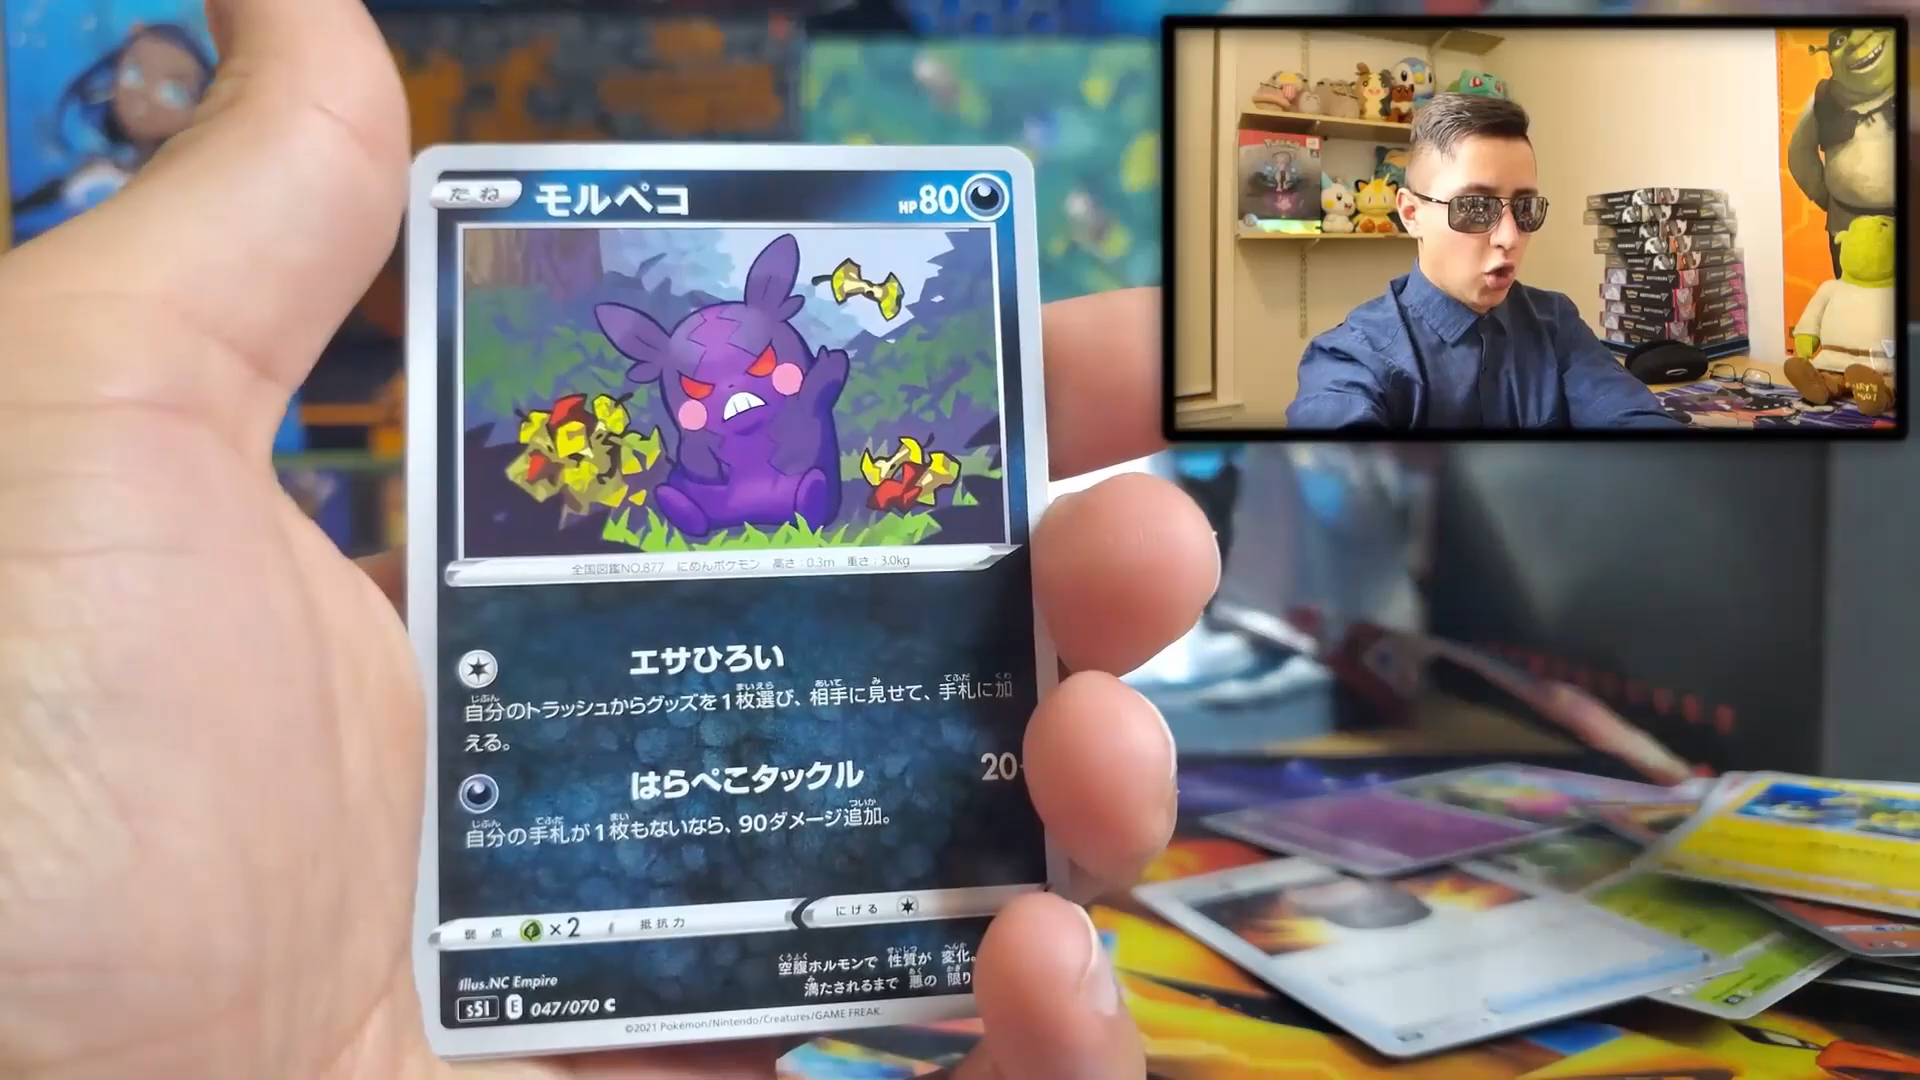 たね モルペコ HP80
全国図鑑NO.877 にめんポケモン 高さ:0.3m 重さ:3.0kg
エサひろい
自分のトラッシュからグッズを1枚選び、相手に見せて、手札に加
える。
はらぺこタックル 20
自分の手札が1枚もないなら、90ダメージ追加。
弱点 ×2 抵抗力 にげる
空腹ホルモンで 性質が 変化。
満たされるまで 悪の 限り
Illus.NC Empire
s5I E 047/070 C
©2021 Pokémon/Nintendo/Creatures/GAME FREAK.